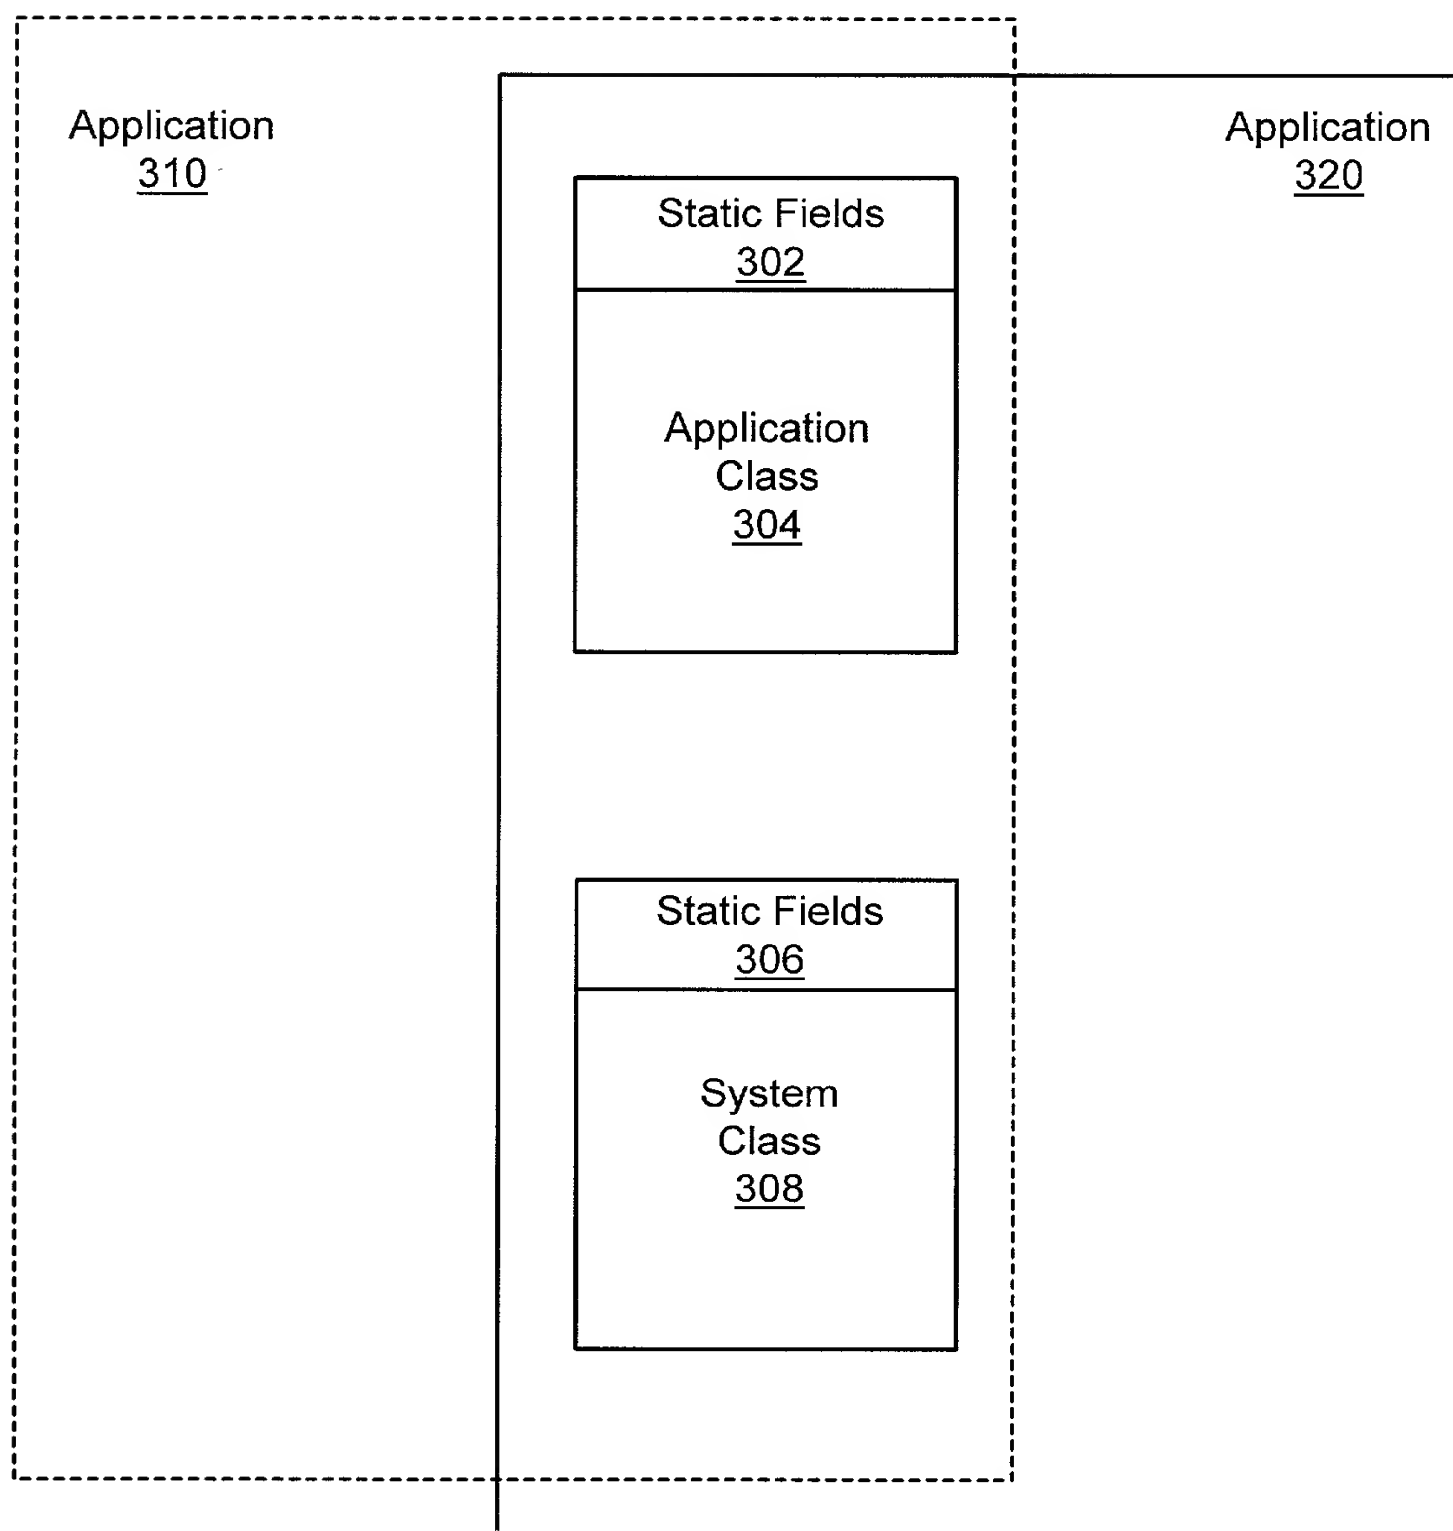 Application
310
Application
320
Static Fields
302
Application
Class
304
Static Fields
306
System
Class
308